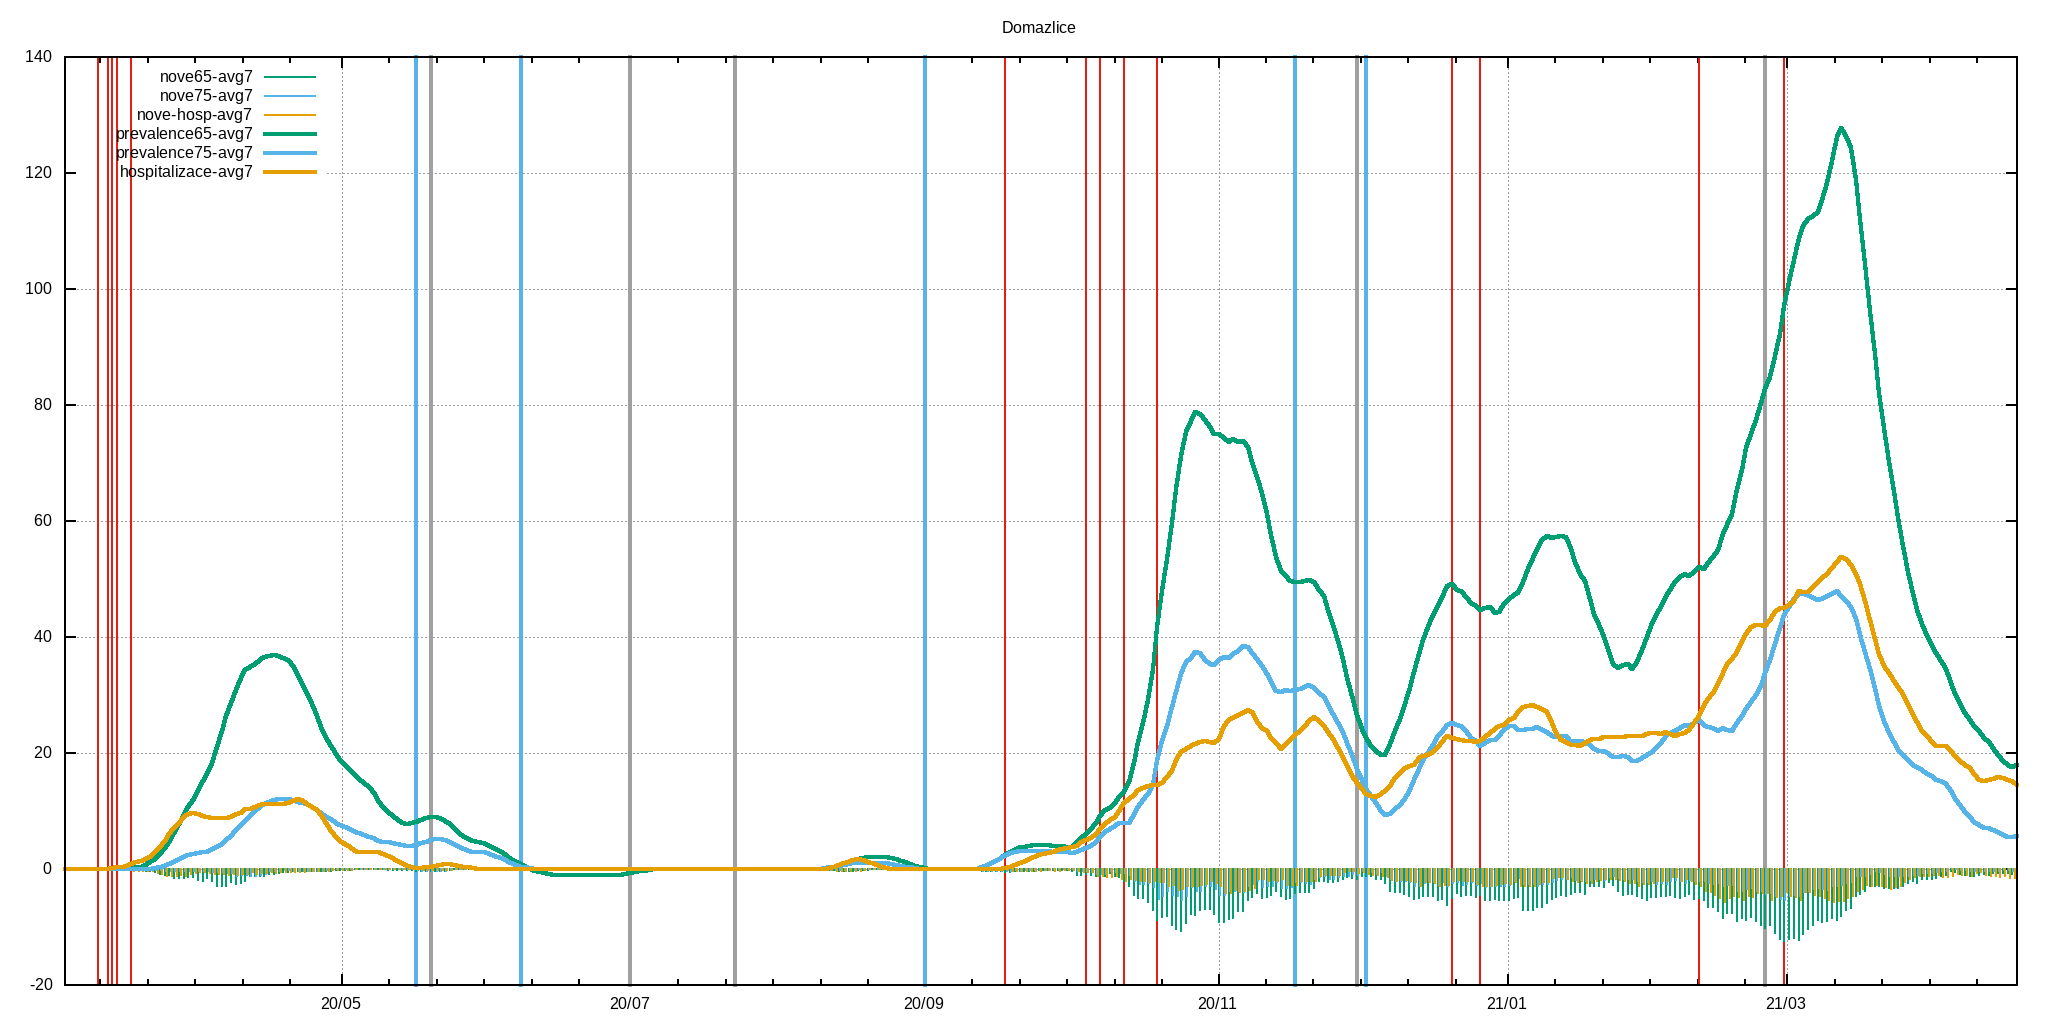 Domazlice
140
120
100
80
60
40
20
0
-20
nove65-avg7
nove75-avg7
nove-hosp-avg7
prevalence65-avg7
prevalence75-avg7
hospitalizace-avg7
20/05
20/07
20/09
20/11
21/01
21/03